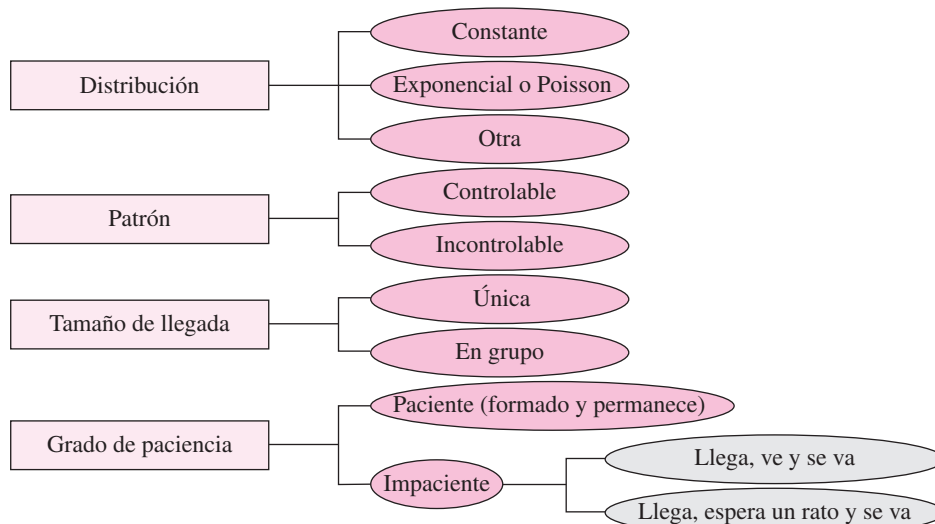 Distribución
Constante
Exponencial o Poisson
Otra
Patrón
Controlable
Incontrolable
Tamaño de llegada
Única
En grupo
Grado de paciencia
Paciente (formado y permanece)
Impaciente
Llega, ve y se va
Llega, espera un rato y se va